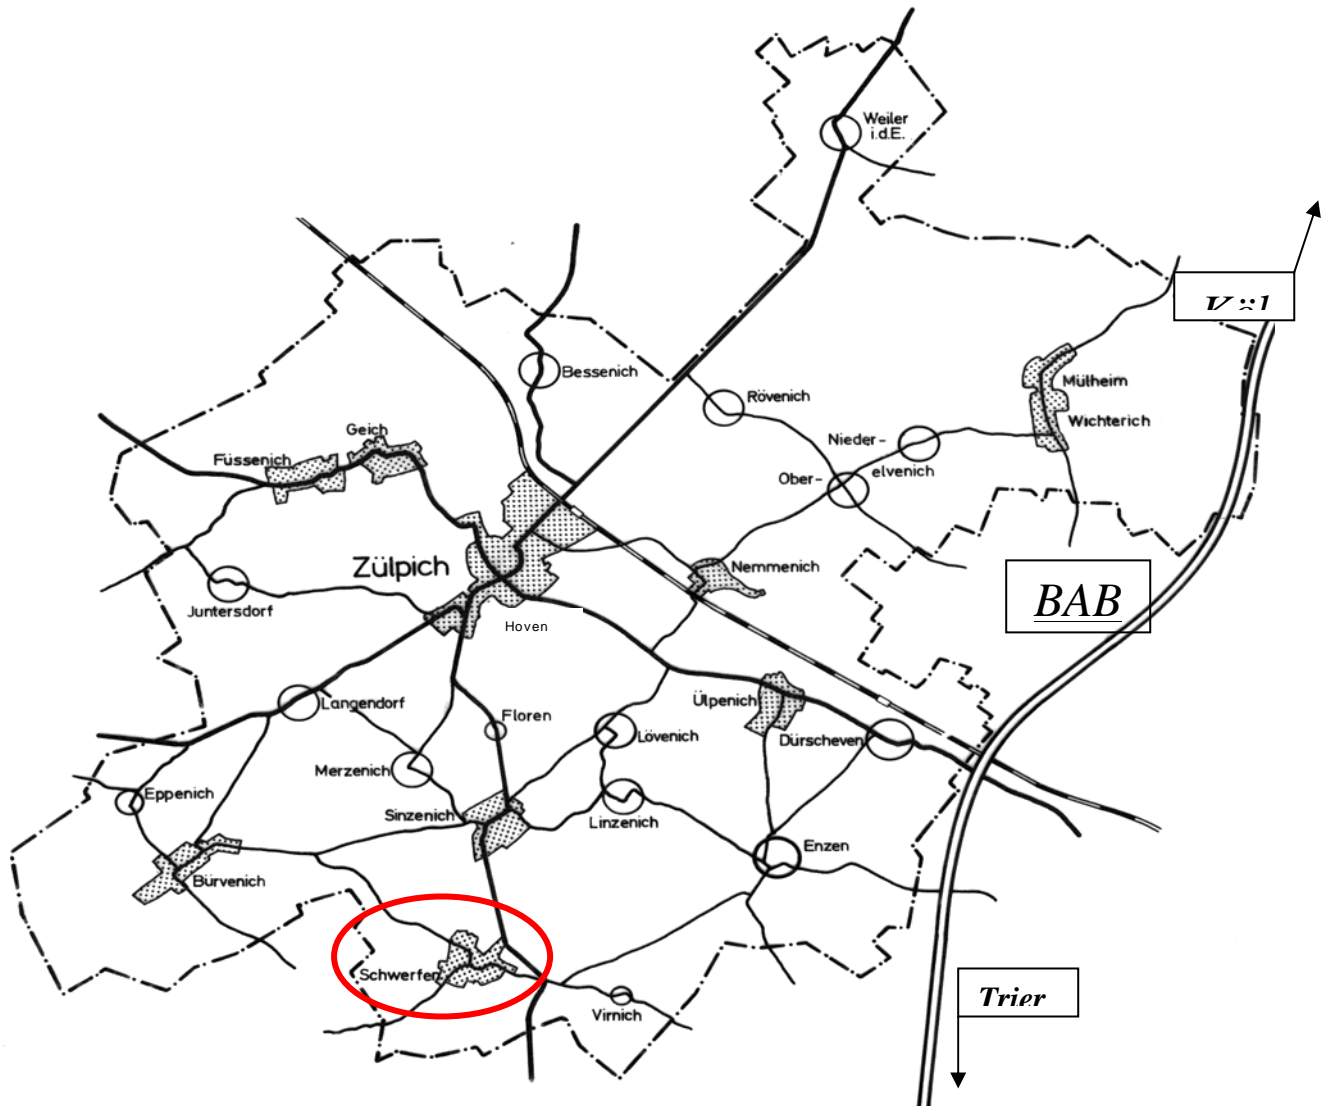 Weiler
i.d.E.
Bessenich
Rövenich
Mülheim
Wichterich
Geich
Füssenich
Nieder-
Ober-
elvenich
Zülpich
Nemmenich
Juntersdorf
Hoven
BAB
Langendorf
Floren
Ülpenich
Lövenich
Dürscheven
Merzenich
Eppenich
Sinzenich
Linzenich
Enzen
Bürvenich
Schwerfen
Virnich
Trier